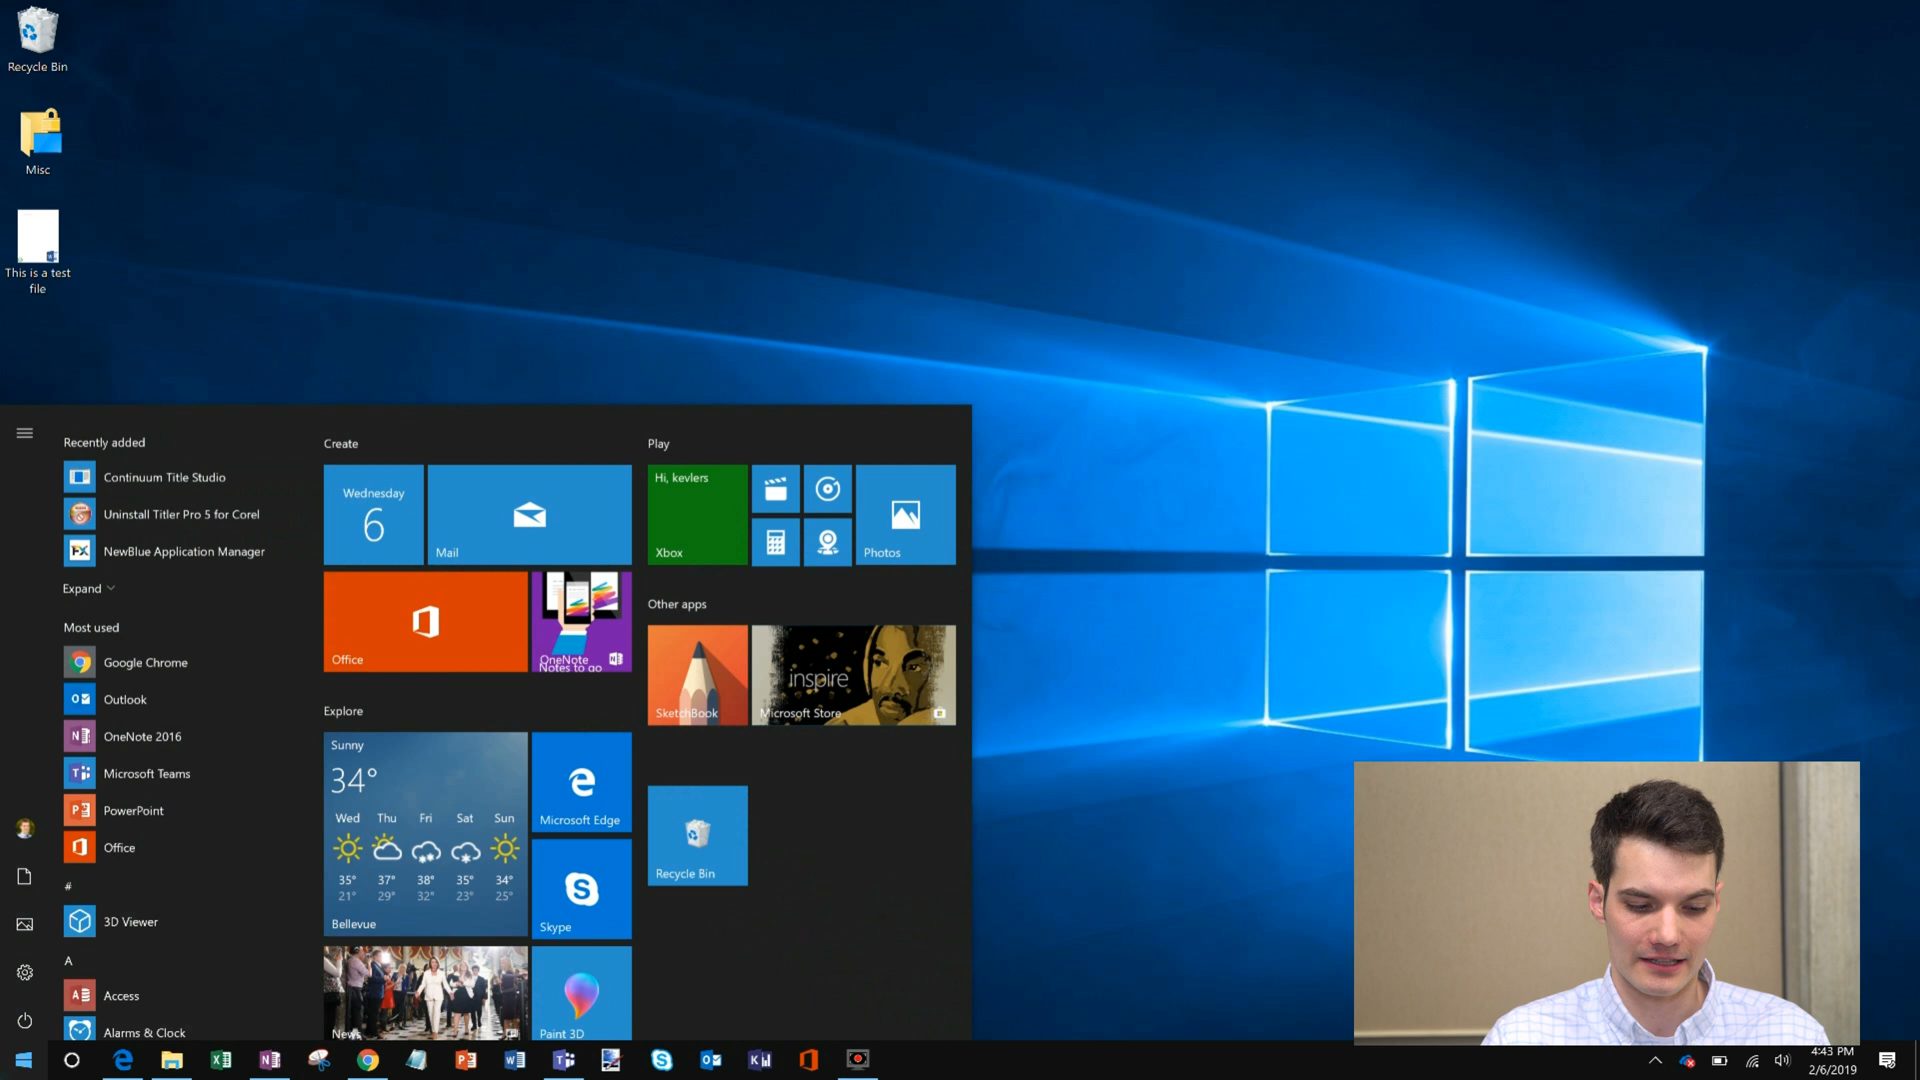 Recycle Bin
Misc
This is a test
file
Recently added
Continuum Title Studio
Uninstall Titler Pro 5 for Corel
NewBlue Application Manager
Expand
Most used
Google Chrome
Outlook
OneNote 2016
Microsoft Teams
PowerPoint
Office
#
3D Viewer
A
Access
Alarms & Clock
Create
Wednesday
6
Mail
Office
OneNote
Notes to go
Explore
Sunny
34°
Wed Thu Fri Sat Sun
35° 37° 38° 35° 34°
21° 29° 32° 23° 25°
Bellevue
Microsoft Edge
Skype
News
Paint 3D
Play
Hi, kevlers
Xbox
Photos
Other apps
SketchBook
inspire
Microsoft Store
Recycle Bin
4:43 PM
2/6/2019